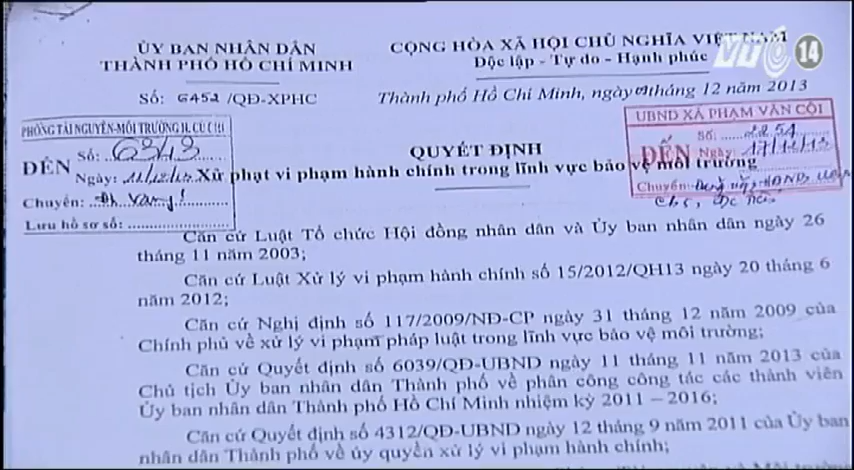 ỦY BAN NHÂN DÂN
THÀNH PHỐ HỒ CHÍ MINH
CỘNG HÒA XÃ HỘI CHỦ NGHĨA VIỆT NAM
Độc lập - Tự do - Hạnh phúc
VTV 14
Số: 6452 /QĐ-XPHC
Thành phố Hồ Chí Minh, ngày 09 tháng 12 năm 2013
PHÒNG TÀI NGUYÊN-MÔI TRƯỜNG H. CỦ CHI
ĐẾN
Số: 6343
Ngày: 11/12/13
Chuyển:
Lưu hồ sơ số:
UBND XÃ PHẠM VĂN CỘI
ĐẾN
Số: 2254
Ngày: 17/12/13
Chuyển:
QUYẾT ĐỊNH
Xử phạt vi phạm hành chính trong lĩnh vực bảo vệ môi trường
Căn cứ Luật Tổ chức Hội đồng nhân dân và Ủy ban nhân dân ngày 26
tháng 11 năm 2003;
Căn cứ Luật Xử lý vi phạm hành chính số 15/2012/QH13 ngày 20 tháng 6
năm 2012;
Căn cứ Nghị định số 117/2009/NĐ-CP ngày 31 tháng 12 năm 2009 của
Chính phủ về xử lý vi phạm pháp luật trong lĩnh vực bảo vệ môi trường;
Căn cứ Quyết định số 6039/QĐ-UBND ngày 11 tháng 11 năm 2013 của
Chủ tịch Ủy ban nhân dân Thành phố về phân công công tác các thành viên
Ủy ban nhân dân Thành phố Hồ Chí Minh nhiệm kỳ 2011 – 2016;
Căn cứ Quyết định số 4312/QĐ-UBND ngày 12 tháng 9 năm 2011 của Ủy ban
nhân dân Thành phố về ủy quyền xử lý vi phạm hành chính;